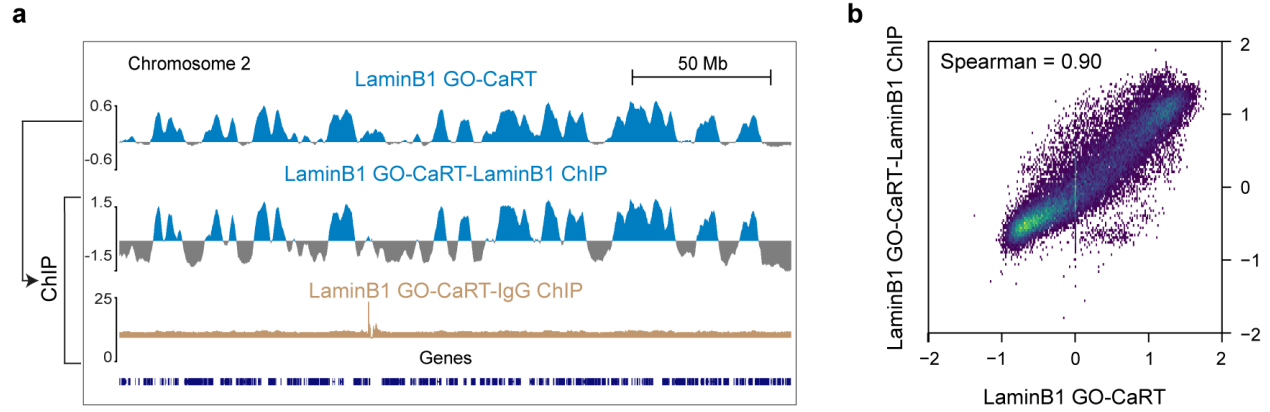 a
Chromosome 2
50 Mb
LaminB1 GO-CaRT
0.6
-0.6
LaminB1 GO-CaRT-LaminB1 ChIP
1.5
-1.5
ChIP
LaminB1 GO-CaRT-IgG ChIP
25
0
Genes
b
Spearman = 0.90
LaminB1 GO-CaRT-LaminB1 ChIP
2
1
0
−1
−2
−2 −1 0 1 2
LaminB1 GO-CaRT